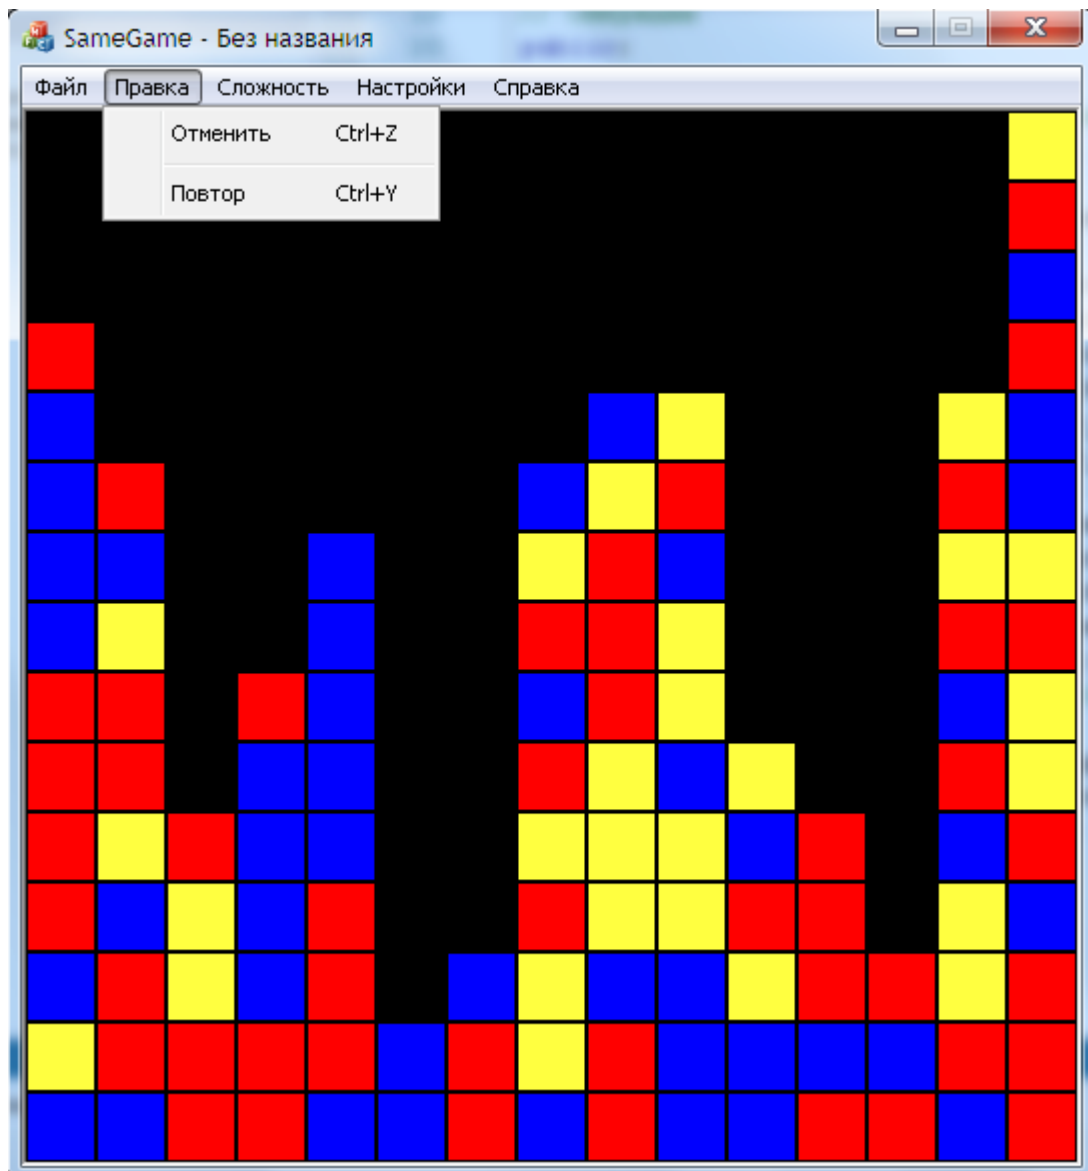 SameGame - Без названия
Файл Правка Сложность Настройки Справка
Отменить Ctrl+Z
Повтор Ctrl+Y